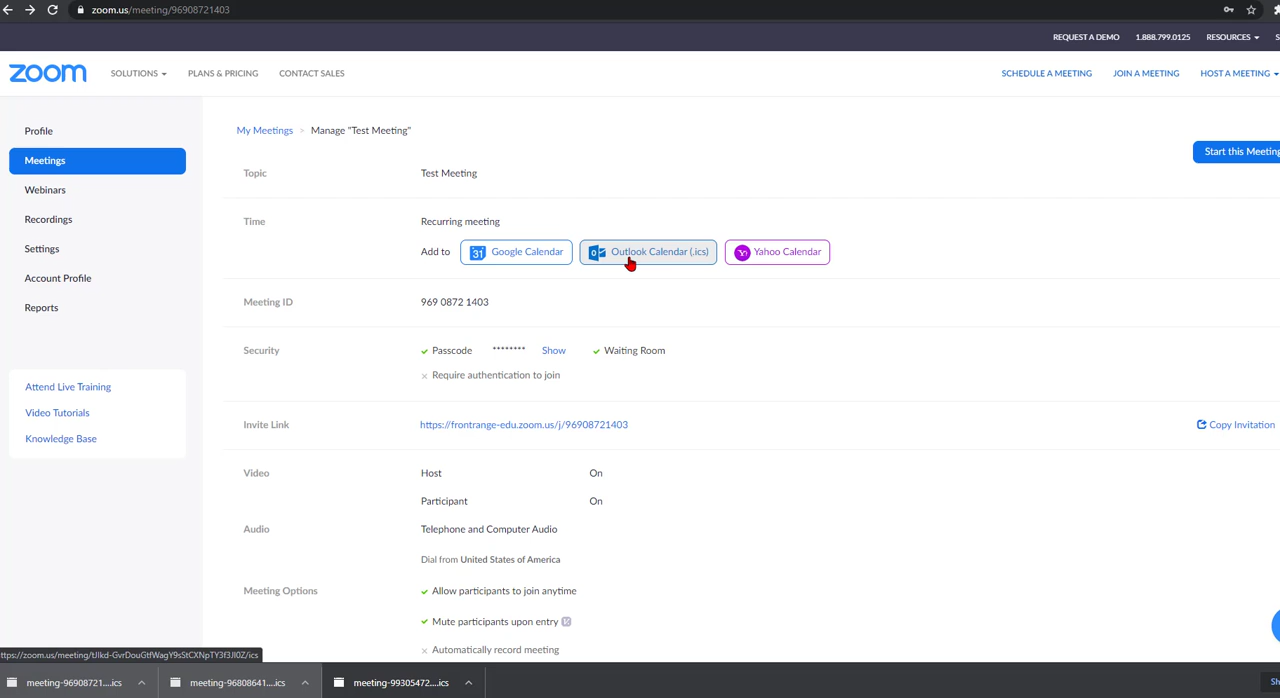 zoom.us/meeting/96908721403
REQUEST A DEMO 1.888.799.0125 RESOURCES
zoom SOLUTIONS PLANS & PRICING CONTACT SALES SCHEDULE A MEETING JOIN A MEETING HOST A MEETING
Profile
Meetings
Webinars
Recordings
Settings
Account Profile
Reports
Attend Live Training
Video Tutorials
Knowledge Base
My Meetings > Manage "Test Meeting"
Start this Meeting
Topic Test Meeting
Time Recurring meeting
Add to 31 Google Calendar Outlook Calendar (.ics) Yahoo Calendar
Meeting ID 969 0872 1403
Security Passcode ******** Show Waiting Room
Require authentication to join
Invite Link https://frontrange-edu.zoom.us/j/96908721403 Copy Invitation
Video Host On
Participant On
Audio Telephone and Computer Audio
Dial from United States of America
Meeting Options Allow participants to join anytime
Mute participants upon entry
Automatically record meeting
meeting-96908721....ics meeting-96808641....ics meeting-99305472....ics